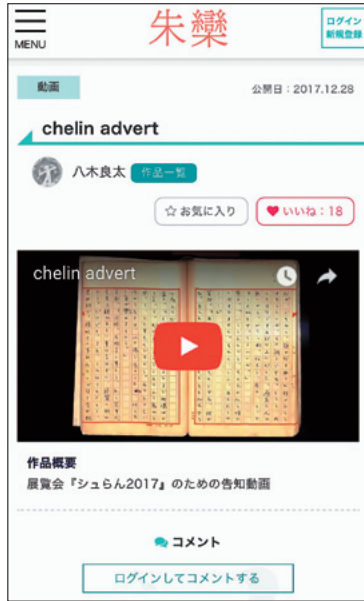 MENU
朱欒
ログイン
新規登録
動画
公開日：2017.12.28
chelin advert
八木良太
作品一覧
☆お気に入り
♥いいね：18
chelin advert
作品概要
展覧会『シュらん2017』のための告知動画
コメント
ログインしてコメントする